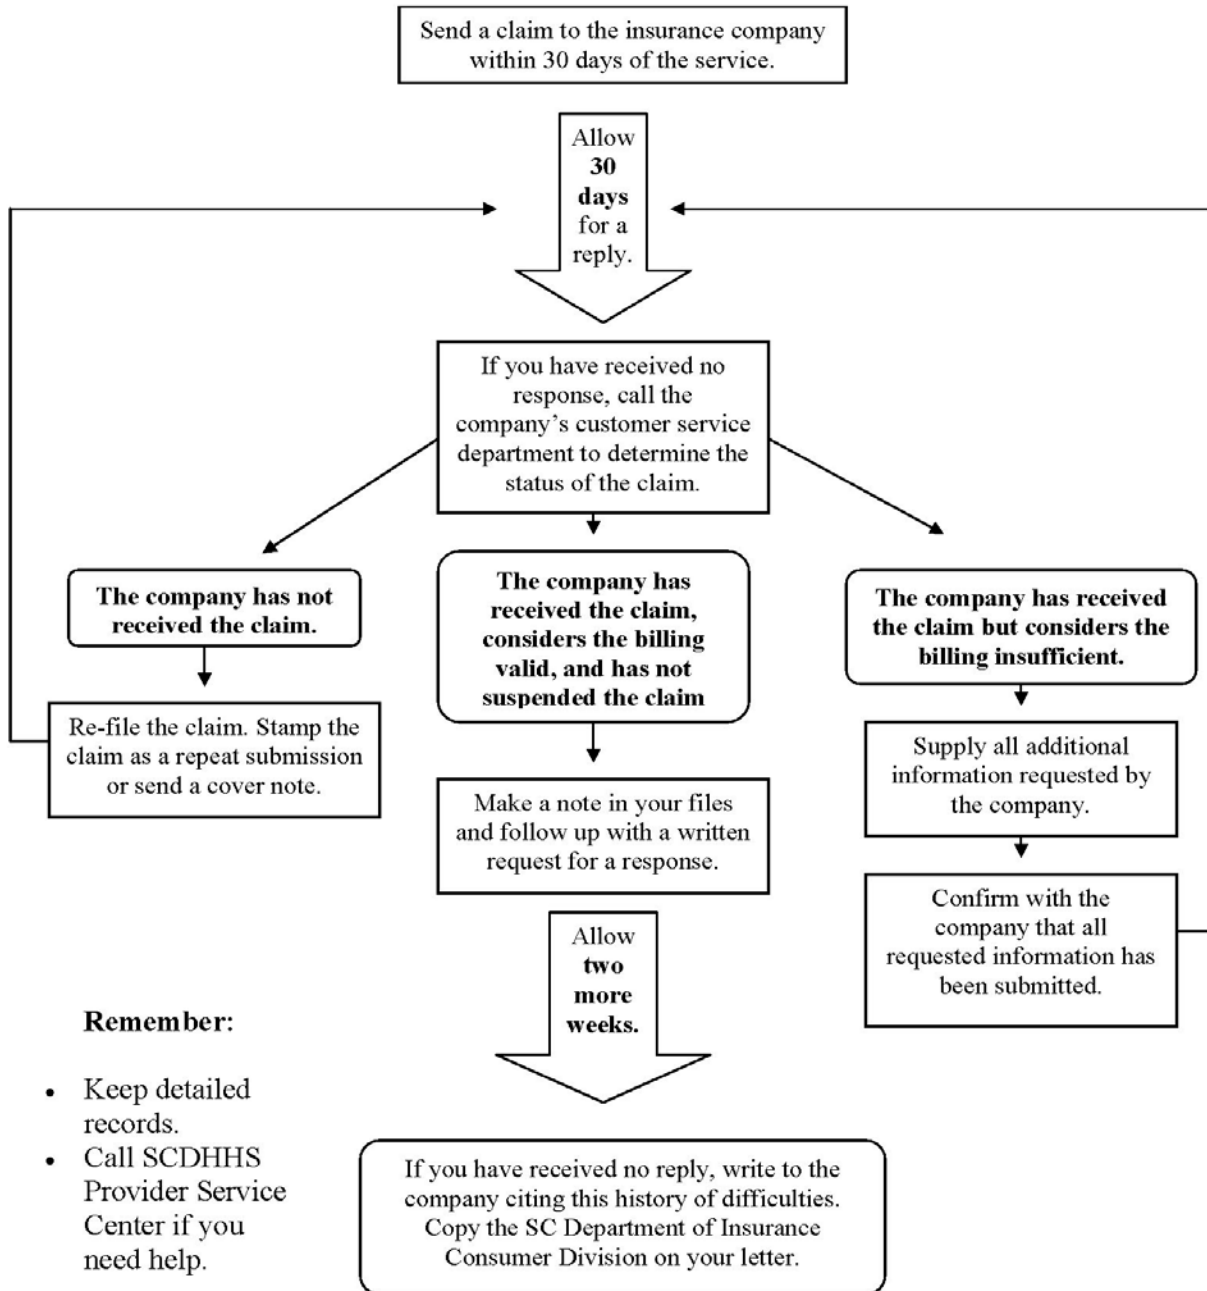 Send a claim to the insurance company
within 30 days of the service.
Allow
30
days
for a
reply.
If you have received no
response, call the
company's customer service
department to determine the
status of the claim.
The company has not
received the claim.
Re-file the claim. Stamp the
claim as a repeat submission
or send a cover note.
The company has
received the claim,
considers the billing
valid, and has not
suspended the claim
Make a note in your files
and follow up with a written
request for a response.
The company has received
the claim but considers the
billing insufficient.
Supply all additional
information requested by
the company.
Confirm with the
company that all
requested information has
been submitted.
Allow
two
more
weeks.
If you have received no reply, write to the
company citing this history of difficulties.
Copy the SC Department of Insurance
Consumer Division on your letter.
Remember:
• Keep detailed
records.
• Call SCDHHS
Provider Service
Center if you
need help.